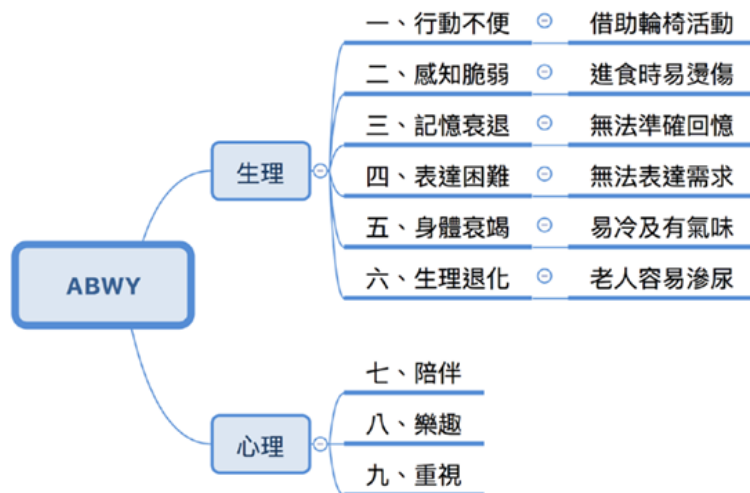 一、行動不便 借助輪椅活動
二、感知脆弱 進食時易燙傷
三、記憶衰退 無法準確回憶
生理
四、表達困難 無法表達需求
五、身體衰竭 易冷及有氣味
六、生理退化 老人容易滲尿
ABWY
七、陪伴
八、樂趣
心理
九、重視